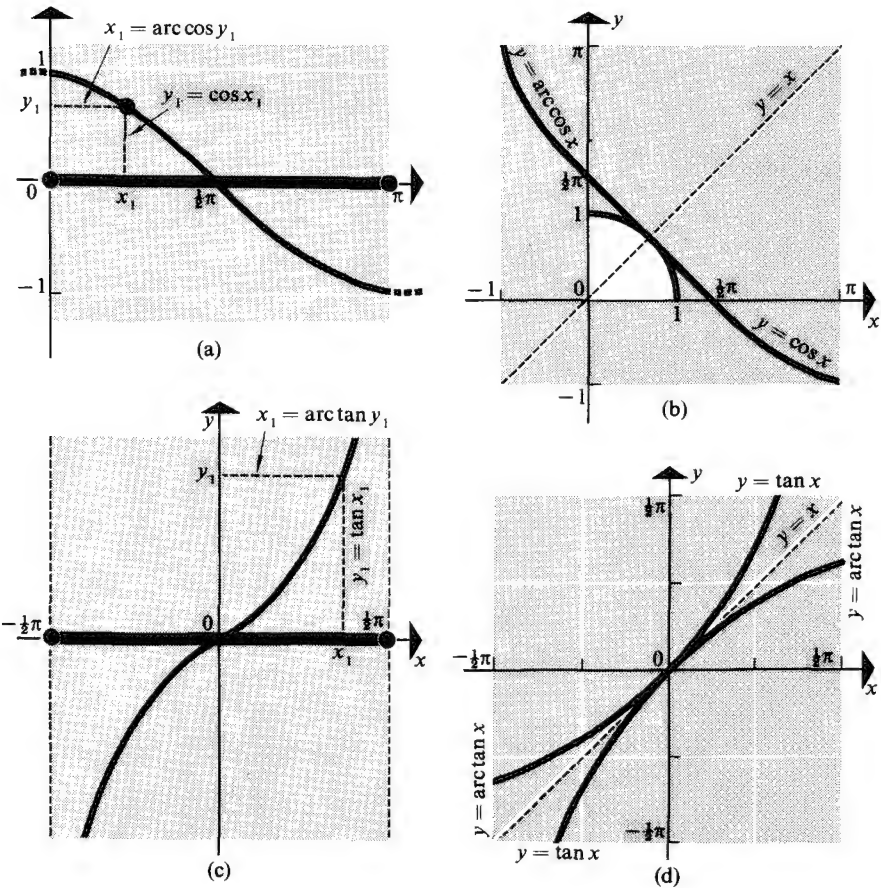 x₁ = arc cos y₁
1
y₁
y₁ = cos x₁
0
x₁
½π
π
−1
(a)
y
π
y = arc cos x
y = x
½π
1
−1
0
1
½π
π
x
y = cos x
−1
(b)
y
x₁ = arc tan y₁
y₁
y₁ = tan x₁
−½π
0
½π
x₁
x
(c)
y
y = tan x
½π
y = x
y = arc tan x
−½π
0
½π
x
y = arc tan x
−½π
y = tan x
(d)